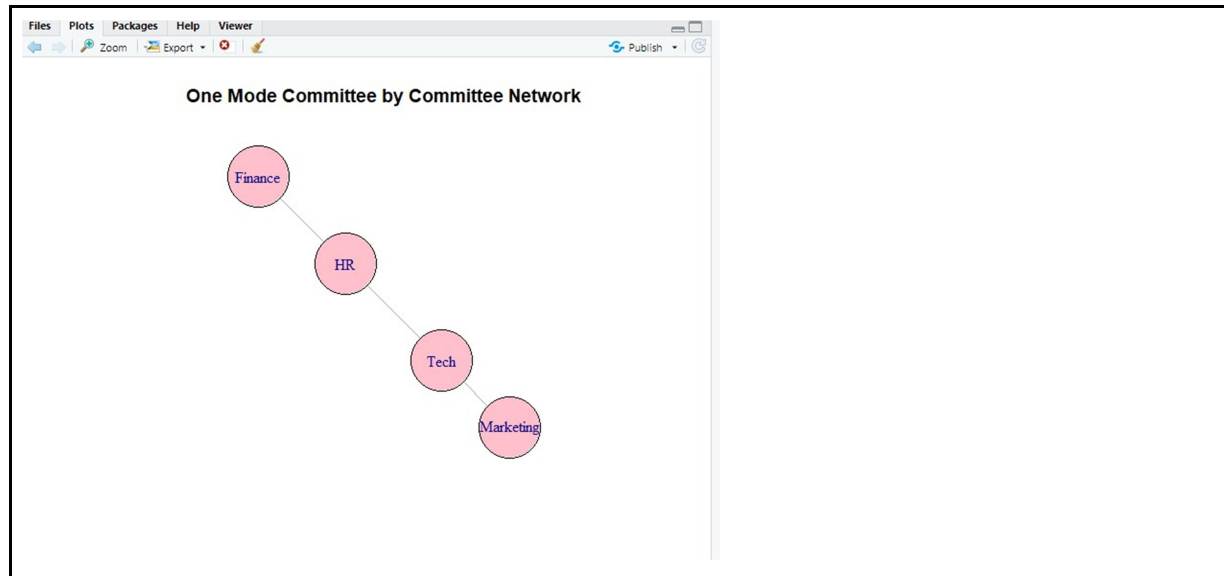 Files Plots Packages Help Viewer
Zoom Export Publish
One Mode Committee by Committee Network
Finance
HR
Tech
Marketing